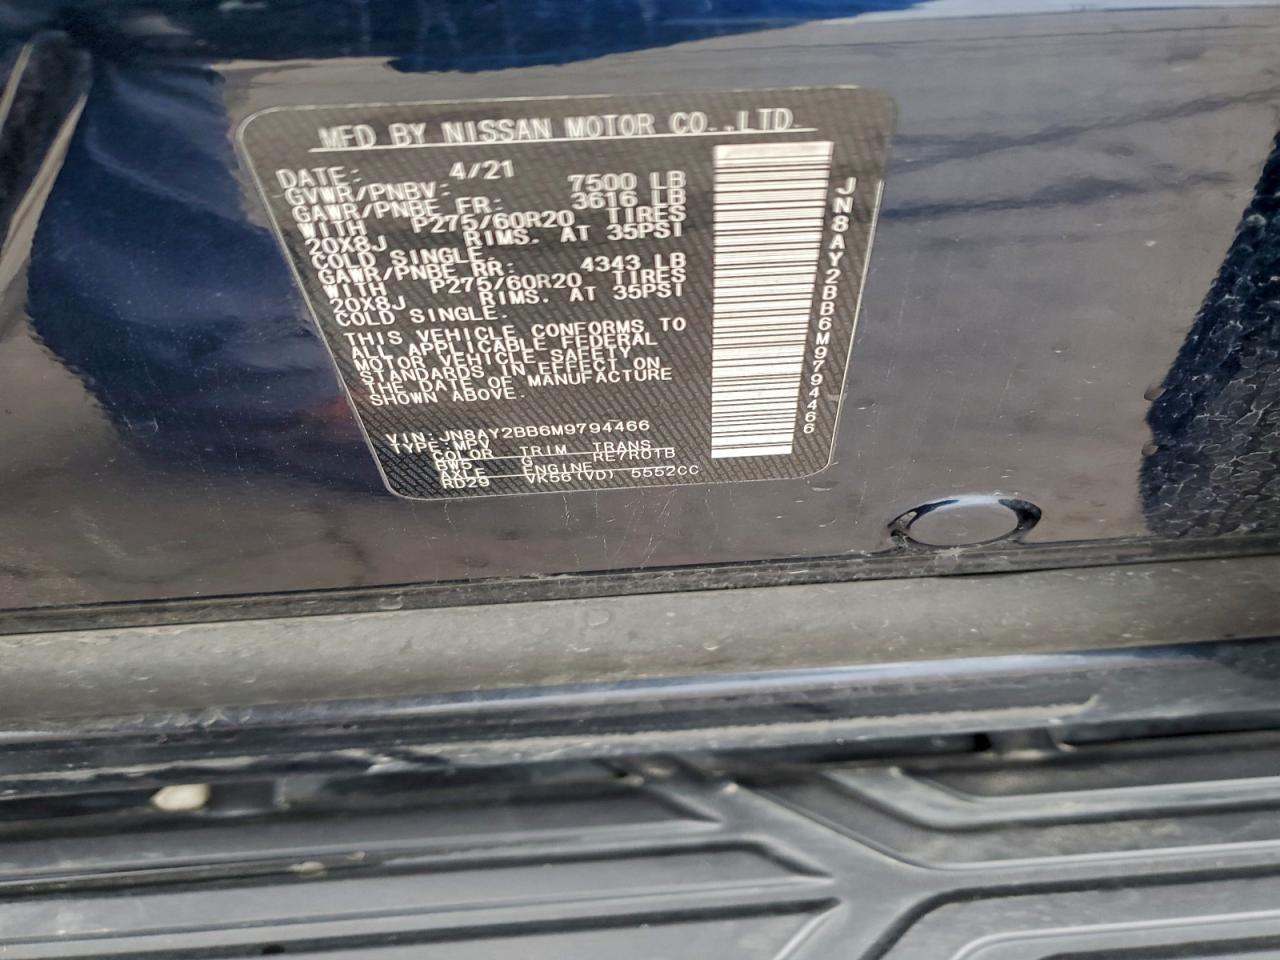 MFD BY NISSAN MOTOR CO.,LTD.
DATE: 4/21
GVWR/PNBV: 7500 LB
GAWR/PNBE FR: 3616 LB
WITH P275/60R20 TIRES
20X8J RIMS. AT 35PSI
COLD SINGLE.
GAWR/PNBE RR: 4343 LB
WITH P275/60R20 TIRES
20X8J RIMS. AT 35PSI
COLD SINGLE.
THIS VEHICLE CONFORMS TO
ALL APPLICABLE FEDERAL
MOTOR VEHICLE SAFETY
STANDARDS IN EFFECT ON
THE DATE OF MANUFACTURE
SHOWN ABOVE.
VIN:JN8AY2BB6M9794466
TYPE:MPV
COLOR TRIM TRANS
BW5 G RE7R01B
AXLE ENGINE
RD29 VK56(VD) 5552CC
JN8AY2BB6M9794466